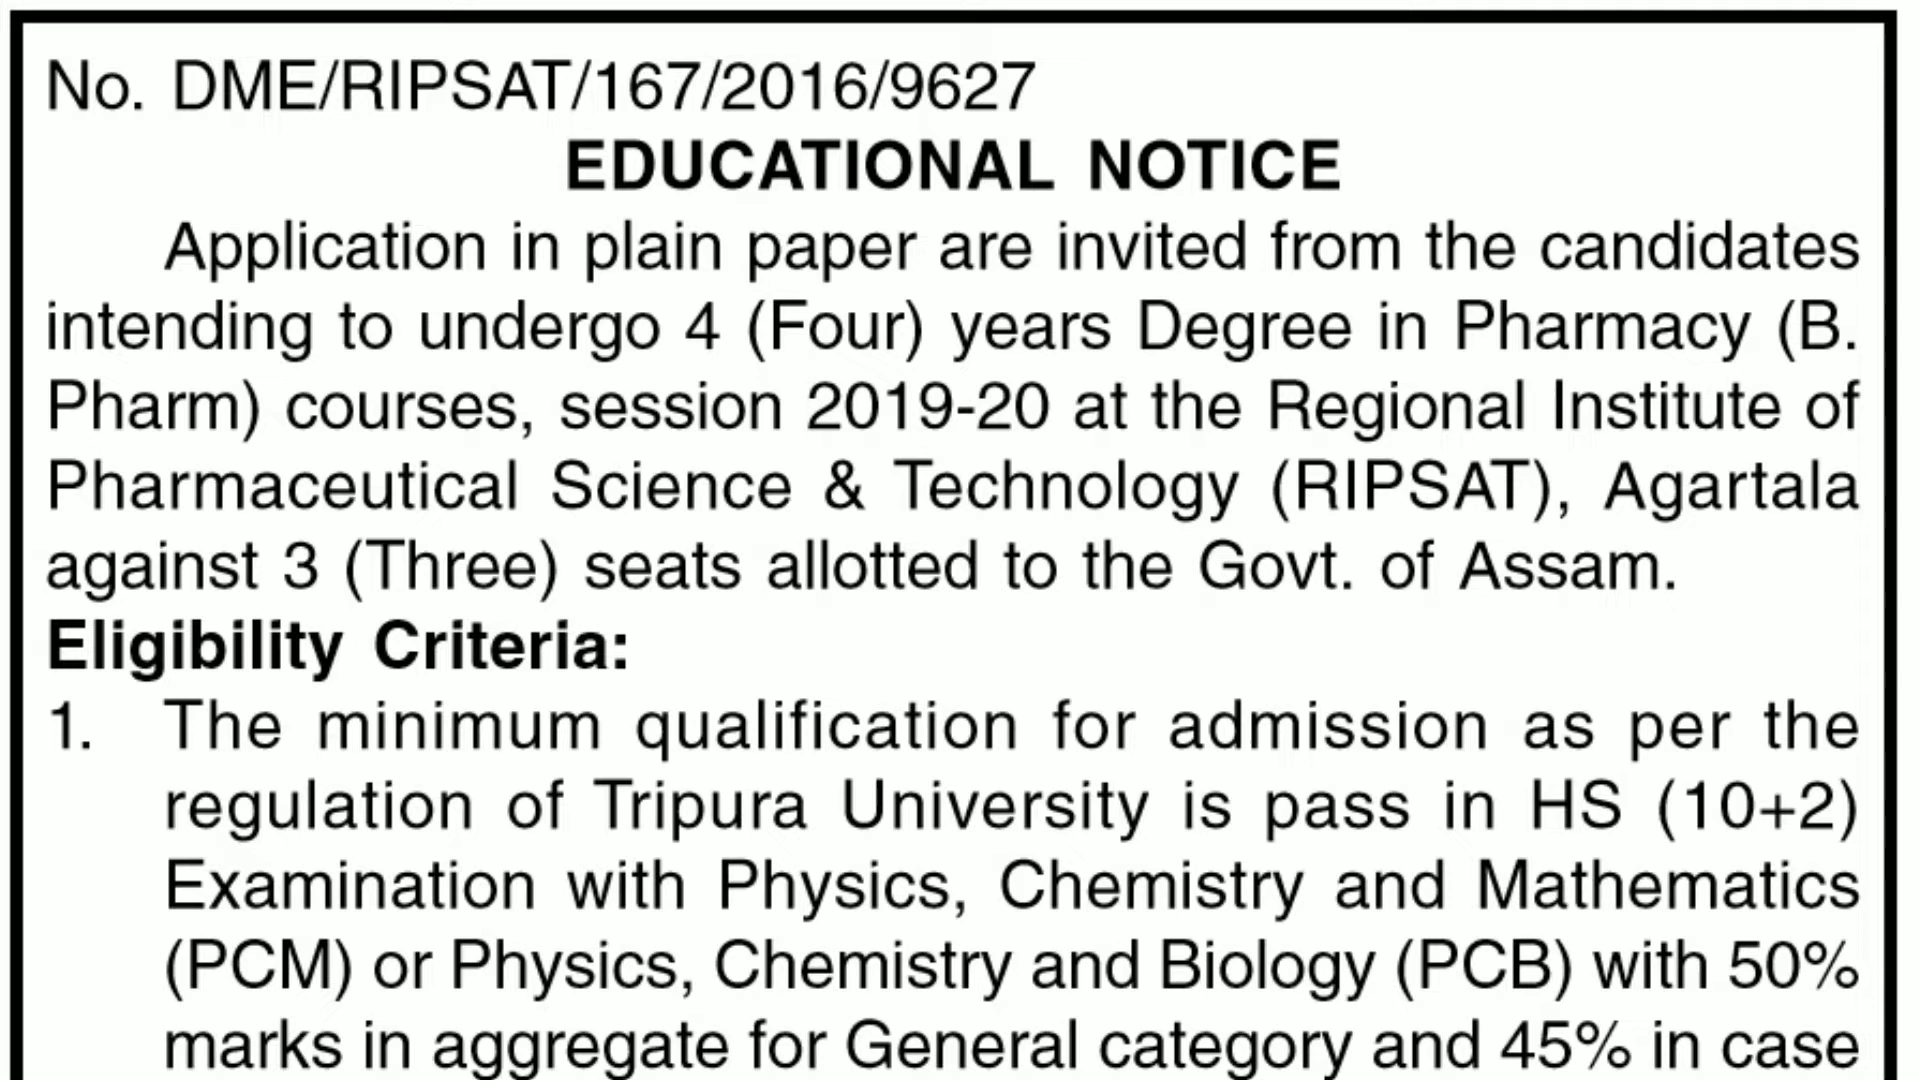 No. DME/RIPSAT/167/2016/9627
EDUCATIONAL NOTICE
Application in plain paper are invited from the candidates
intending to undergo 4 (Four) years Degree in Pharmacy (B.
Pharm) courses, session 2019-20 at the Regional Institute of
Pharmaceutical Science & Technology (RIPSAT), Agartala
against 3 (Three) seats allotted to the Govt. of Assam.
Eligibility Criteria:
1. The minimum qualification for admission as per the
regulation of Tripura University is pass in HS (10+2)
Examination with Physics, Chemistry and Mathematics
(PCM) or Physics, Chemistry and Biology (PCB) with 50%
marks in aggregate for General category and 45% in case